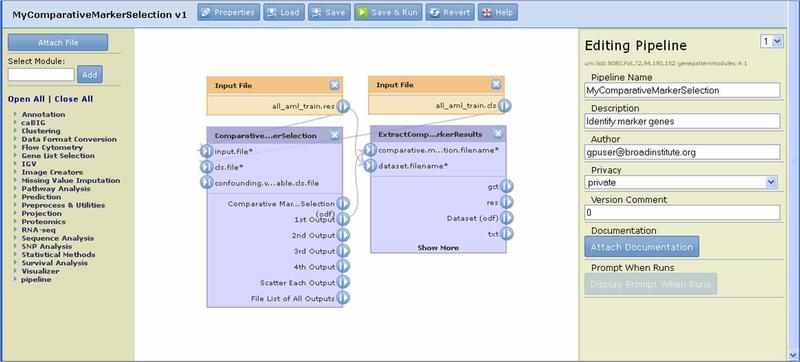 MyComparativeMarkerSelection v1
Properties
Load
Save
Save & Run
Revert
Help
Attach File
Select Module:
Add
Open All | Close All
Annotation
caBIG
Clustering
Data Format Conversion
Flow Cytometry
Gene List Selection
IGV
Image Creators
Missing Value Imputation
Pathway Analysis
Prediction
Preprocess & Utilities
Projection
Proteomics
RNA-seq
Sequence Analysis
SNP Analysis
Statistical Methods
Survival Analysis
Visualizer
pipeline
Input File
all_aml_train.res
Input File
all_aml_train.cls
Comparative...erSelection
input.file*
cls.file*
confounding.v...able.cls.file
Comparative Mar...Selection
(odf)
1st Output
2nd Output
3rd Output
4th Output
Scatter Each Output
File List of All Outputs
ExtractComp...rkerResults
comparative.m...tion.filename*
dataset.filename*
gct
res
Dataset (odf)
txt
Show More
Editing Pipeline
1
urn:lsid:8080.Pat.72.94.190.152:genepatternmodules:4:1
Pipeline Name
MyComparativeMarkerSelection
Description
Identify marker genes
Author
gpuser@broadinstitute.org
Privacy
private
Version Comment
0
Documentation
Attach Documentation
Prompt When Runs
Display Prompt When Runs